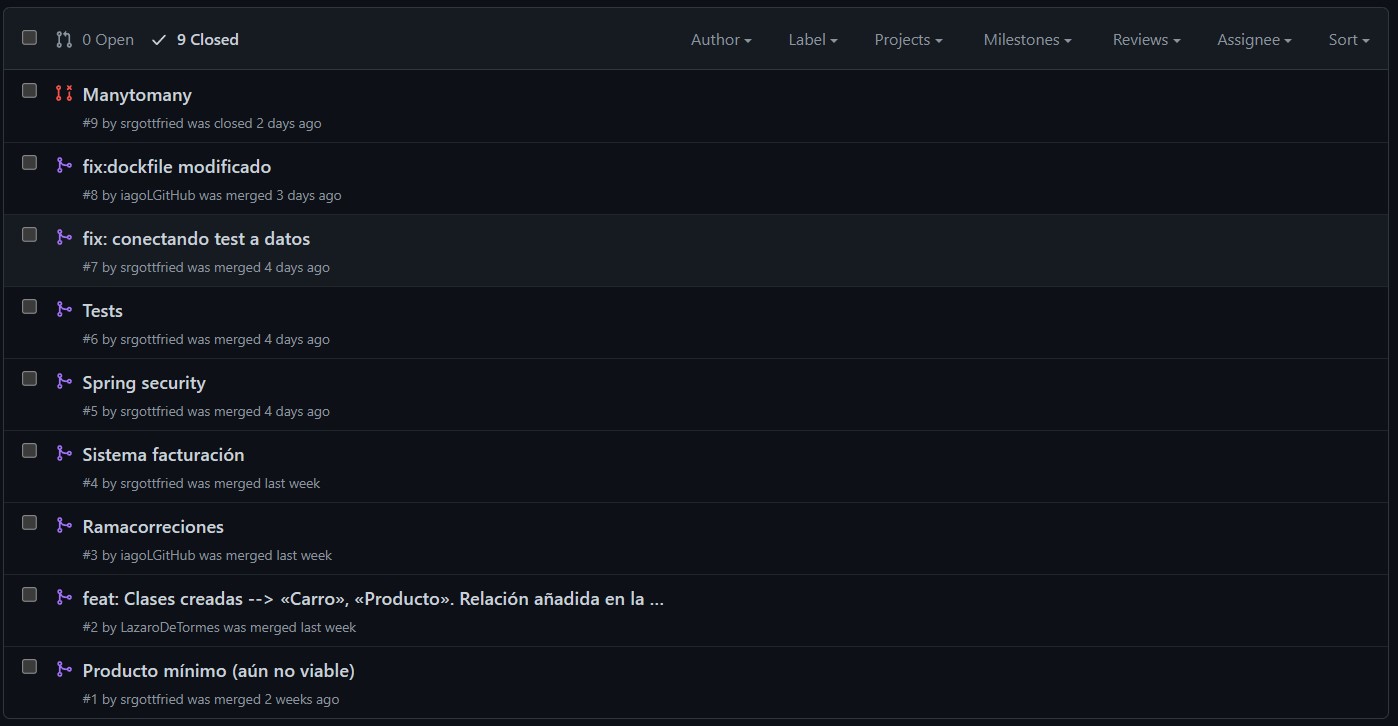 0 Open 9 Closed Author Label Projects Milestones Reviews Assignee Sort
Manytomany
#9 by srgottfried was closed 2 days ago
fix:dockfile modificado
#8 by iagoLGitHub was merged 3 days ago
fix: conectando test a datos
#7 by srgottfried was merged 4 days ago
Tests
#6 by srgottfried was merged 4 days ago
Spring security
#5 by srgottfried was merged 4 days ago
Sistema facturación
#4 by srgottfried was merged last week
Ramacorreciones
#3 by iagoLGitHub was merged last week
feat: Clases creadas --> «Carro», «Producto». Relación añadida en la ...
#2 by LazaroDeTormes was merged last week
Producto mínimo (aún no viable)
#1 by srgottfried was merged 2 weeks ago